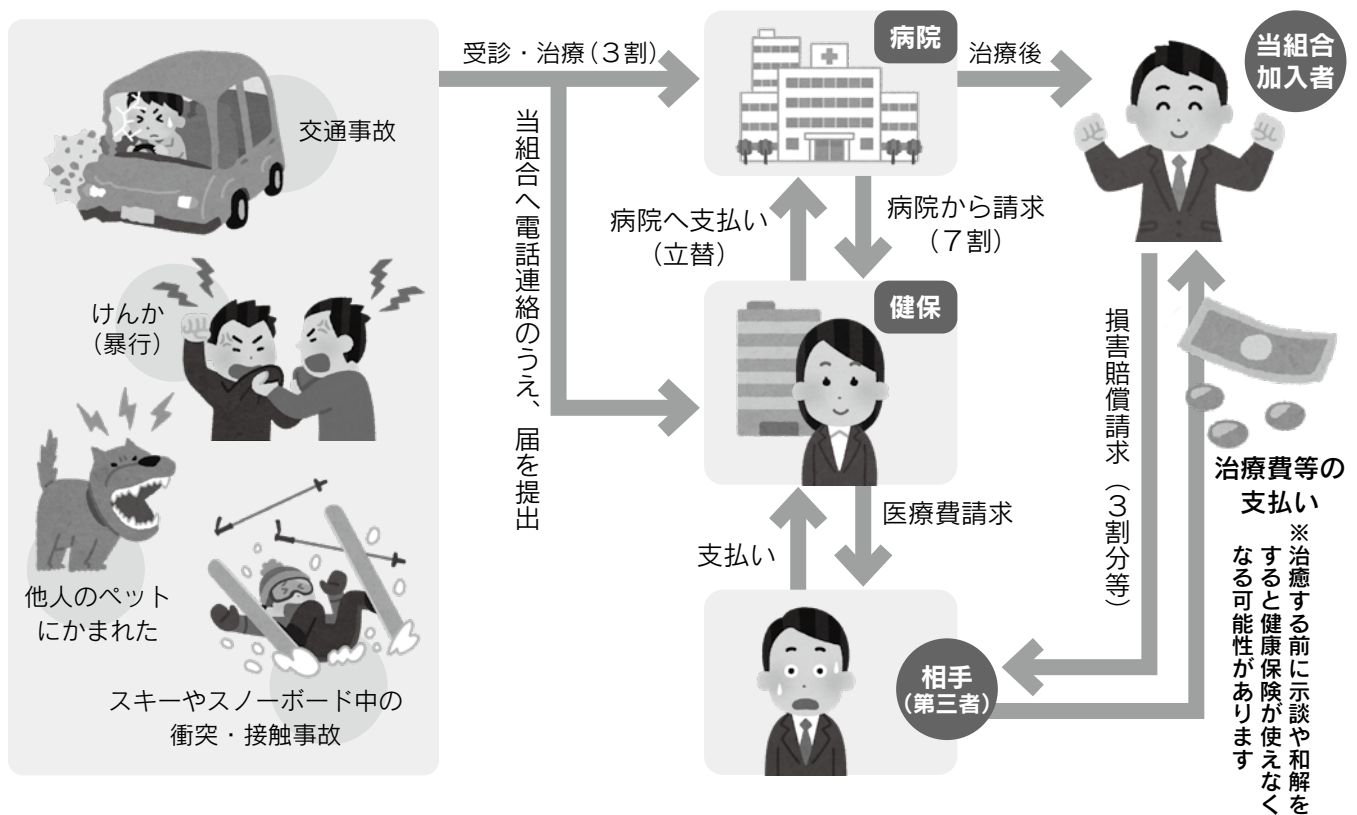 交通事故
けんか
（暴行）
他人のペット
にかまれた
スキーやスノーボード中の
衝突・接触事故
受診・治療（３割）
当組合へ電話連絡のうえ、届を提出
病院
治療後
当組合
加入者
病院へ支払い
（立替）
病院から請求
（７割）
健保
支払い
医療費請求
相手
（第三者）
損害賠償請求（３割分等）
治療費等の
支払い
※治癒する前に示談や和解を
すると健康保険が使えなく
なる可能性があります